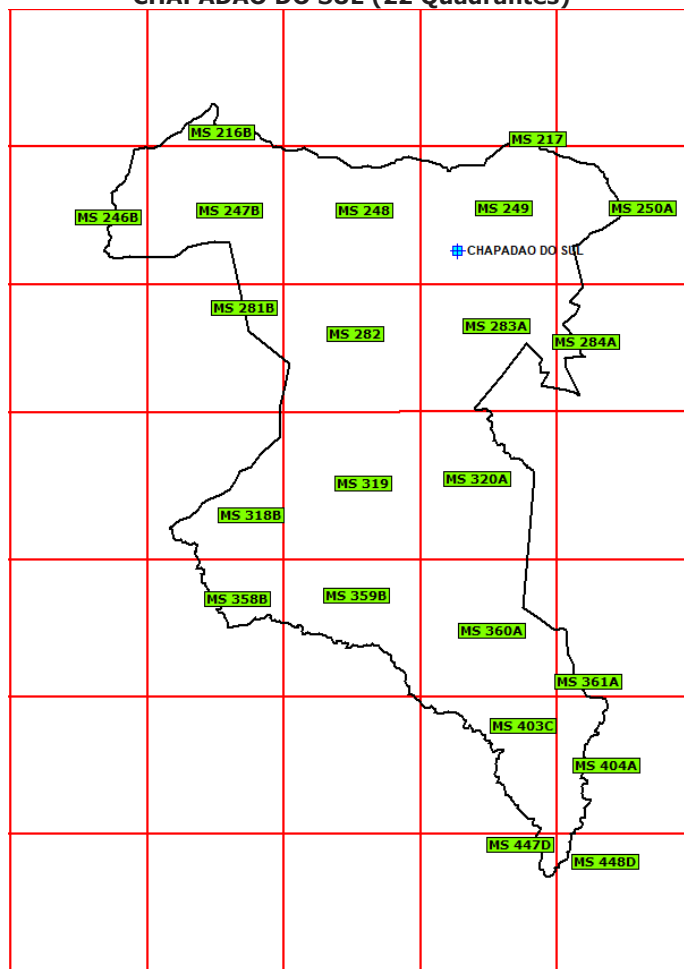 CHAPADAO DO SUL (22 Quadrantes)
MS 216B
MS 217
MS 246B
MS 247B
MS 248
MS 249
MS 250A
CHAPADAO DO SUL
MS 281B
MS 282
MS 283A
MS 284A
MS 318B
MS 319
MS 320A
MS 358B
MS 359B
MS 360A
MS 361A
MS 403C
MS 404A
MS 447D
MS 448D